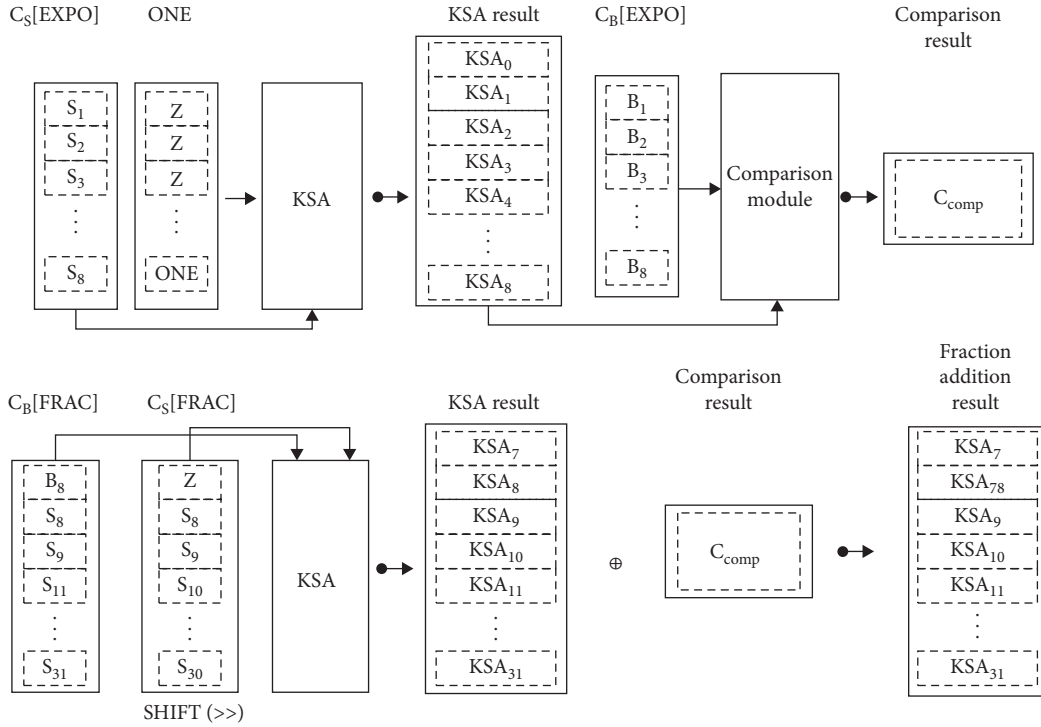 C_S[EXPO]
ONE
KSA result
C_B[EXPO]
Comparison
result
S_1
S_2
S_3
S_8
Z
Z
Z
ONE
KSA
KSA_0
KSA_1
KSA_2
KSA_3
KSA_4
KSA_8
B_1
B_2
B_3
B_8
Comparison
module
C_comp
C_B[FRAC]
C_S[FRAC]
KSA result
Comparison
result
Fraction
addition
result
B_8
S_8
S_9
S_11
S_31
Z
S_8
S_9
S_10
S_30
SHIFT (>>)
KSA
KSA_7
KSA_8
KSA_9
KSA_10
KSA_11
KSA_31
⊕
C_comp
KSA_7
KSA_78
KSA_9
KSA_10
KSA_11
KSA_31